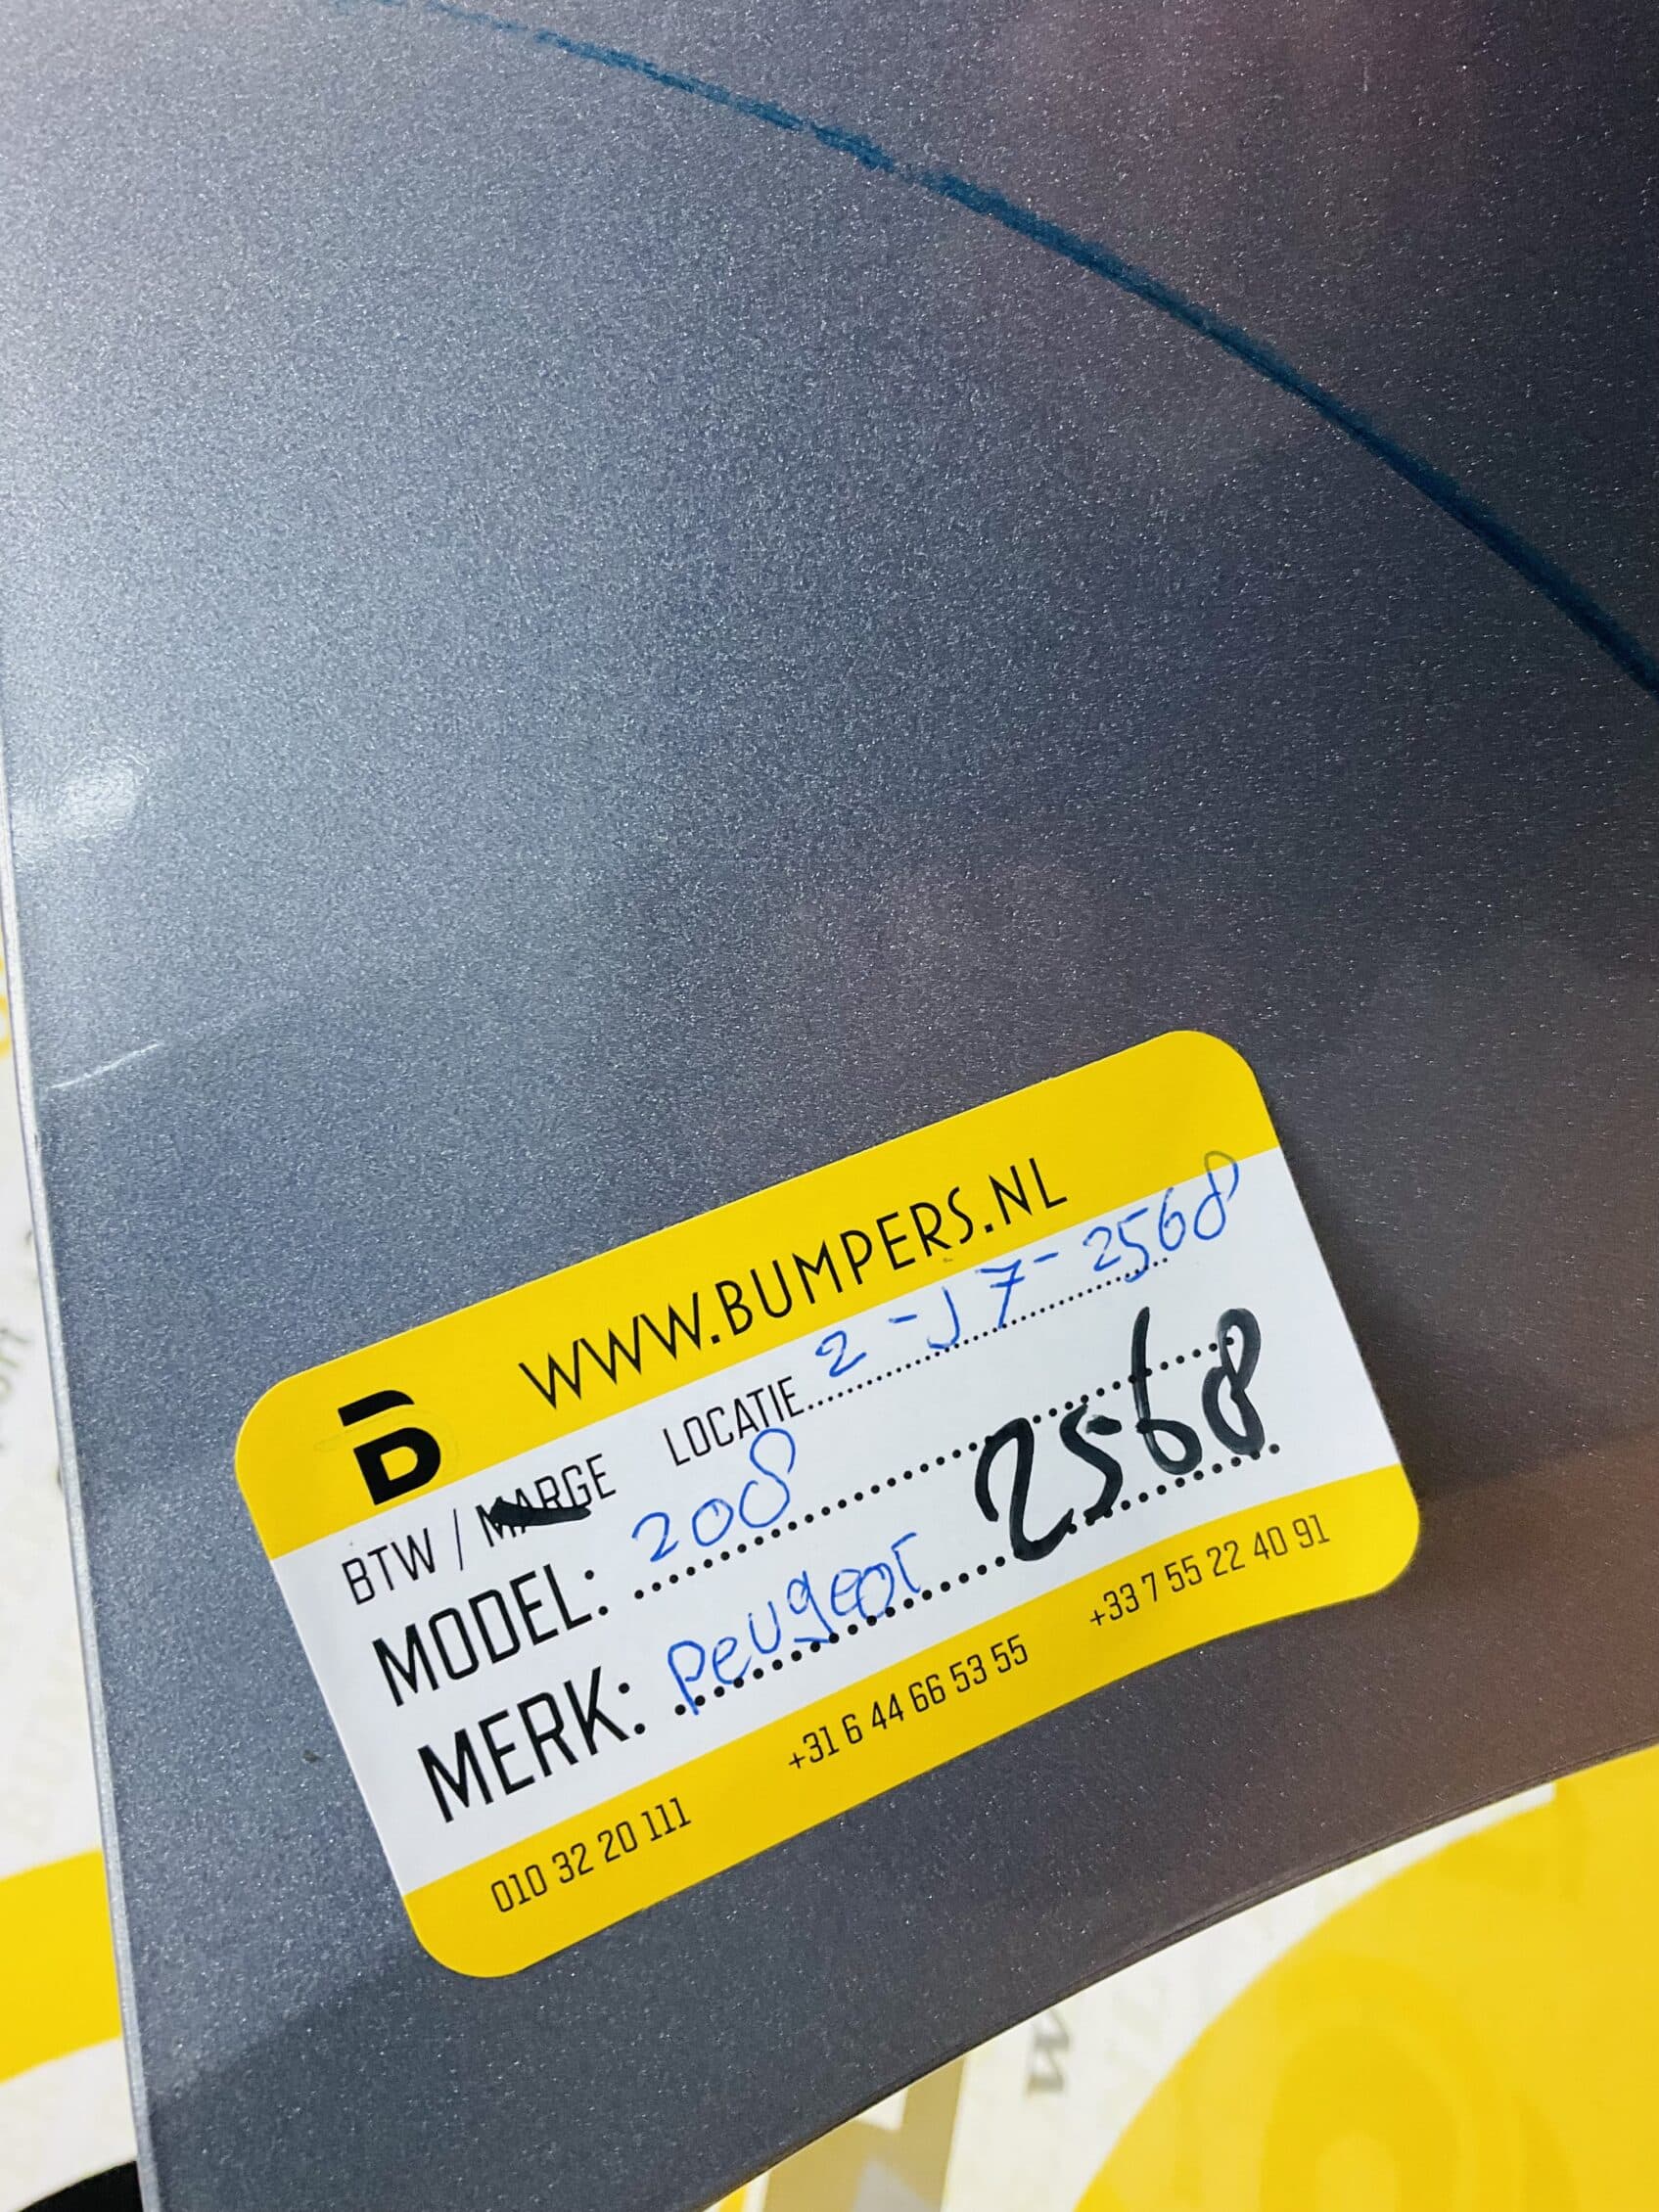 WWW.BUMPERS.NL
BTW / MARGE LOCATIE 2-J7-2568
MODEL: 208
MERK: Peugeot 2568
010 32 20 111 +31 6 44 66 53 55 +33 7 55 22 40 91